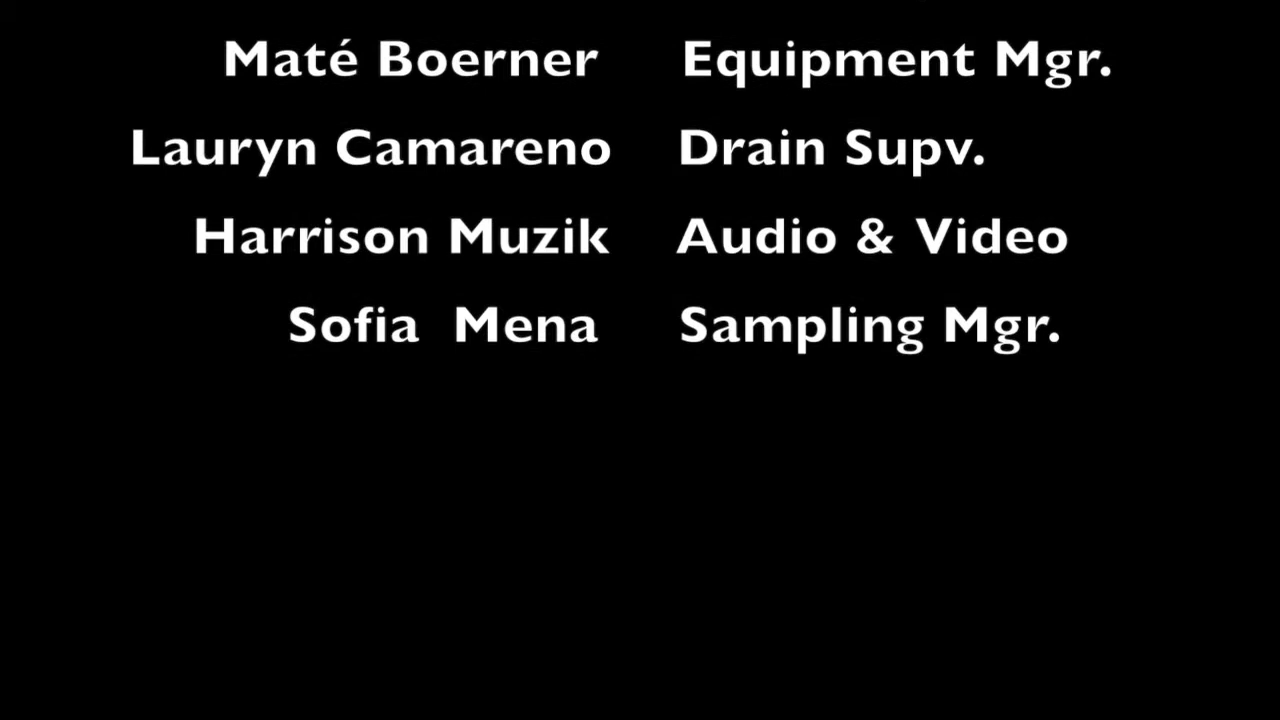 Maté Boerner Equipment Mgr.
Lauryn Camareno Drain Supv.
Harrison Muzik Audio & Video
Sofia Mena Sampling Mgr.